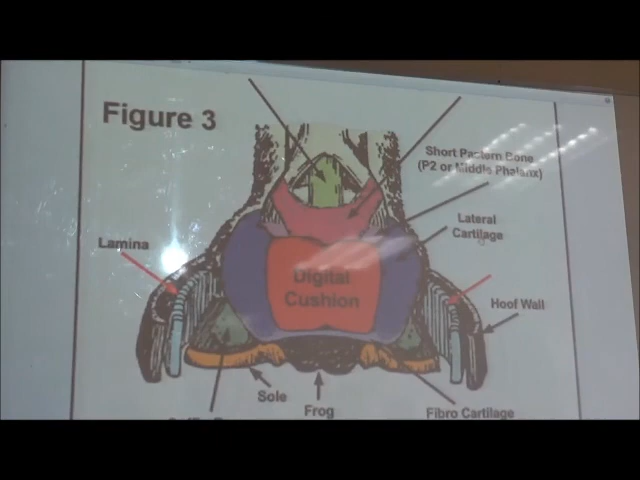 Figure 3
Short Pastern Bone
(P2 or Middle Phalanx)
Lateral
Cartilage
Lamina
Digital
Cushion
Hoof Wall
Sole
Frog
Fibro Cartilage